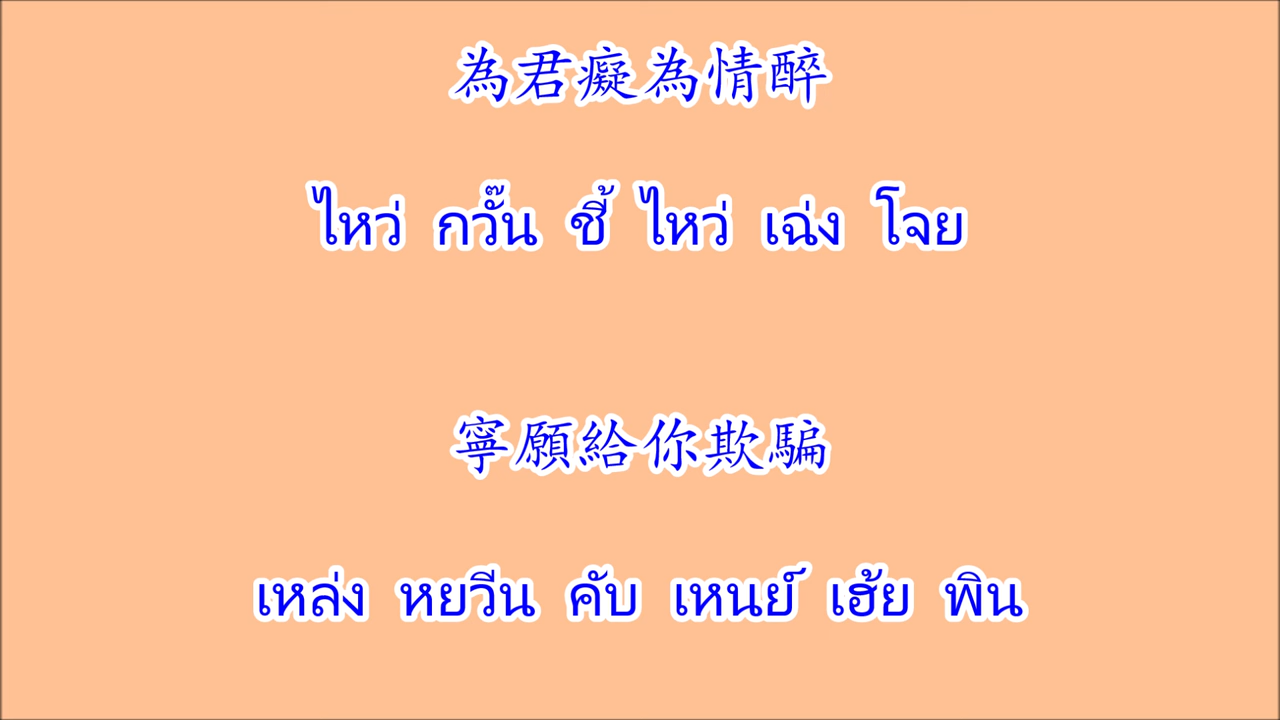 為君癡為情醉
ไหว่ กวั๊น ชี้ ไหว่ เฉ่ง โจย
寧願給你欺騙
เหล่ง หยวีน คับ เหนย์ เฮ้ย พิน